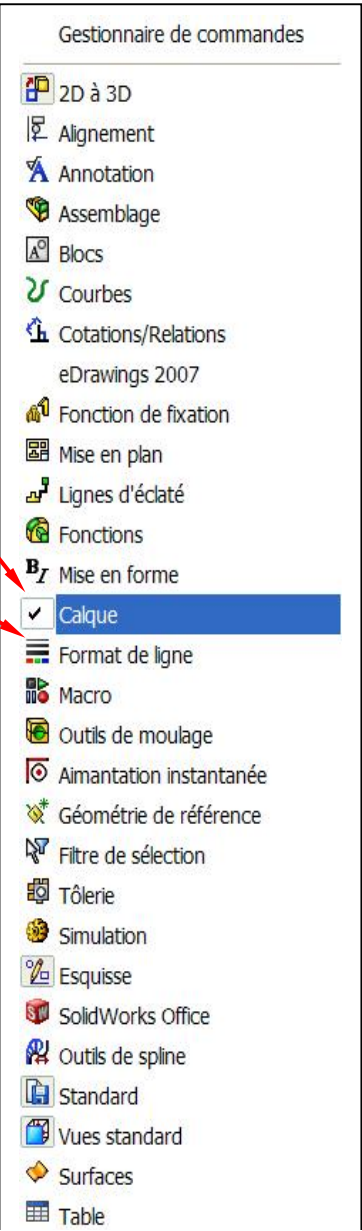 Gestionnaire de commandes
2D à 3D
Alignement
Annotation
Assemblage
Blocs
Courbes
Cotations/Relations
eDrawings 2007
Fonction de fixation
Mise en plan
Lignes d'éclaté
Fonctions
Mise en forme
Calque
Format de ligne
Macro
Outils de moulage
Aimantation instantanée
Géométrie de référence
Filtre de sélection
Tôlerie
Simulation
Esquisse
SolidWorks Office
Outils de spline
Standard
Vues standard
Surfaces
Table